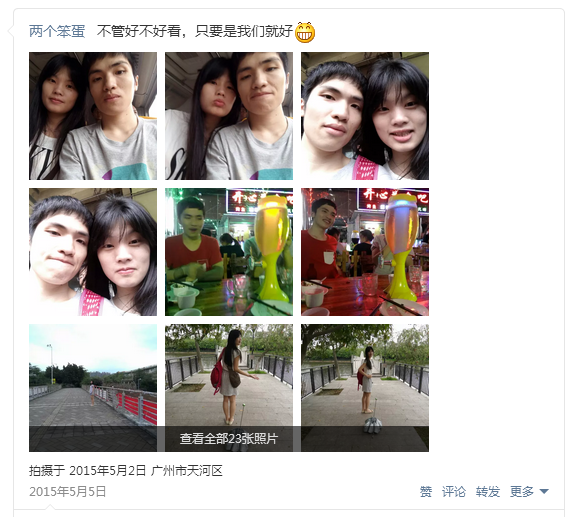 两个笨蛋 不管好不好看，只要是我们就好
查看全部23张照片
拍摄于 2015年5月2日 广州市天河区
2015年5月5日 赞 评论 转发 更多